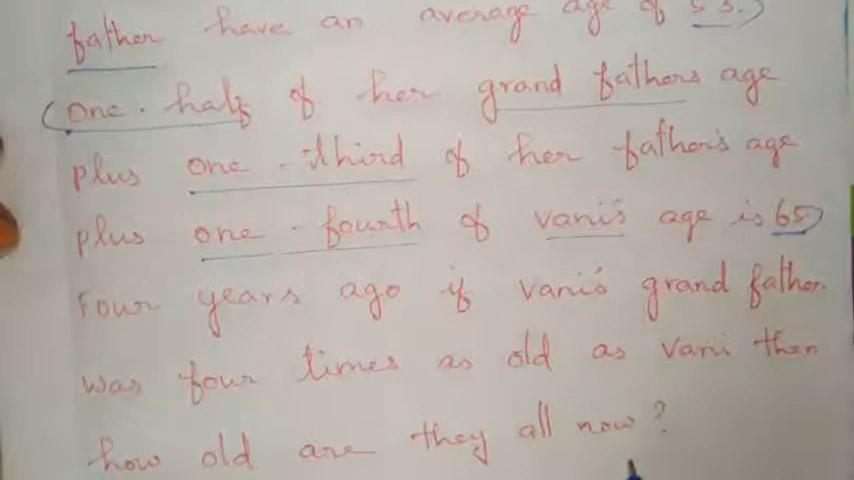 father have an average age of 53.)
(one - half of her grand fathers age
plus one - third of her father's age
plus one - fourth of vani's age is 65)
Four years ago if vani's grand father
was four times as old as vani then
how old are they all now?